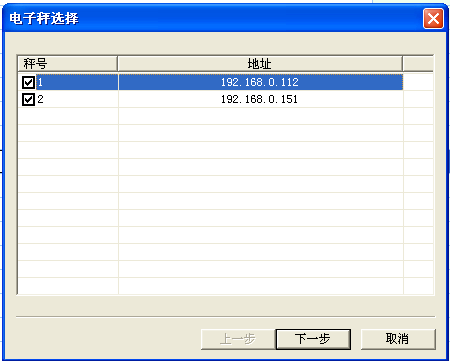 电子秤选择
秤号 地址
1 192.168.0.112
2 192.168.0.151
上一步 下一步 取消